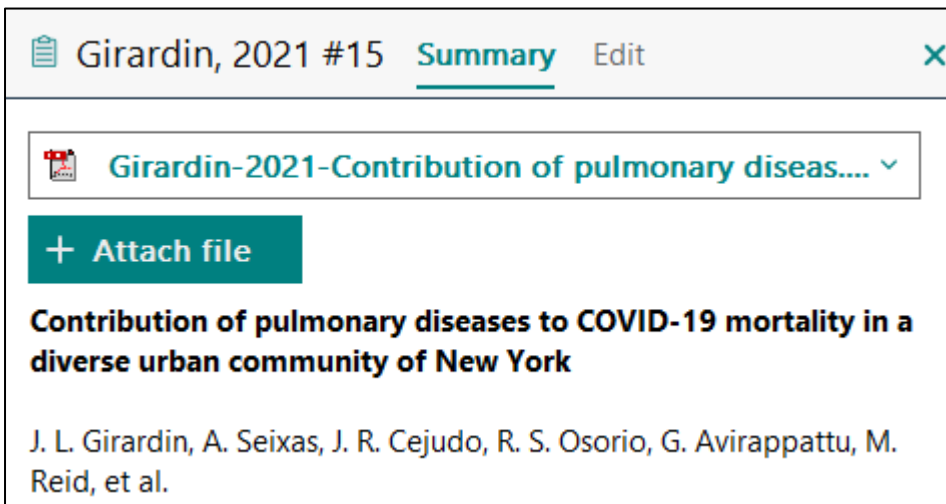 Girardin, 2021 #15 Summary Edit
Girardin-2021-Contribution of pulmonary diseas....
+ Attach file
Contribution of pulmonary diseases to COVID-19 mortality in a
diverse urban community of New York
J. L. Girardin, A. Seixas, J. R. Cejudo, R. S. Osorio, G. Avirappattu, M.
Reid, et al.